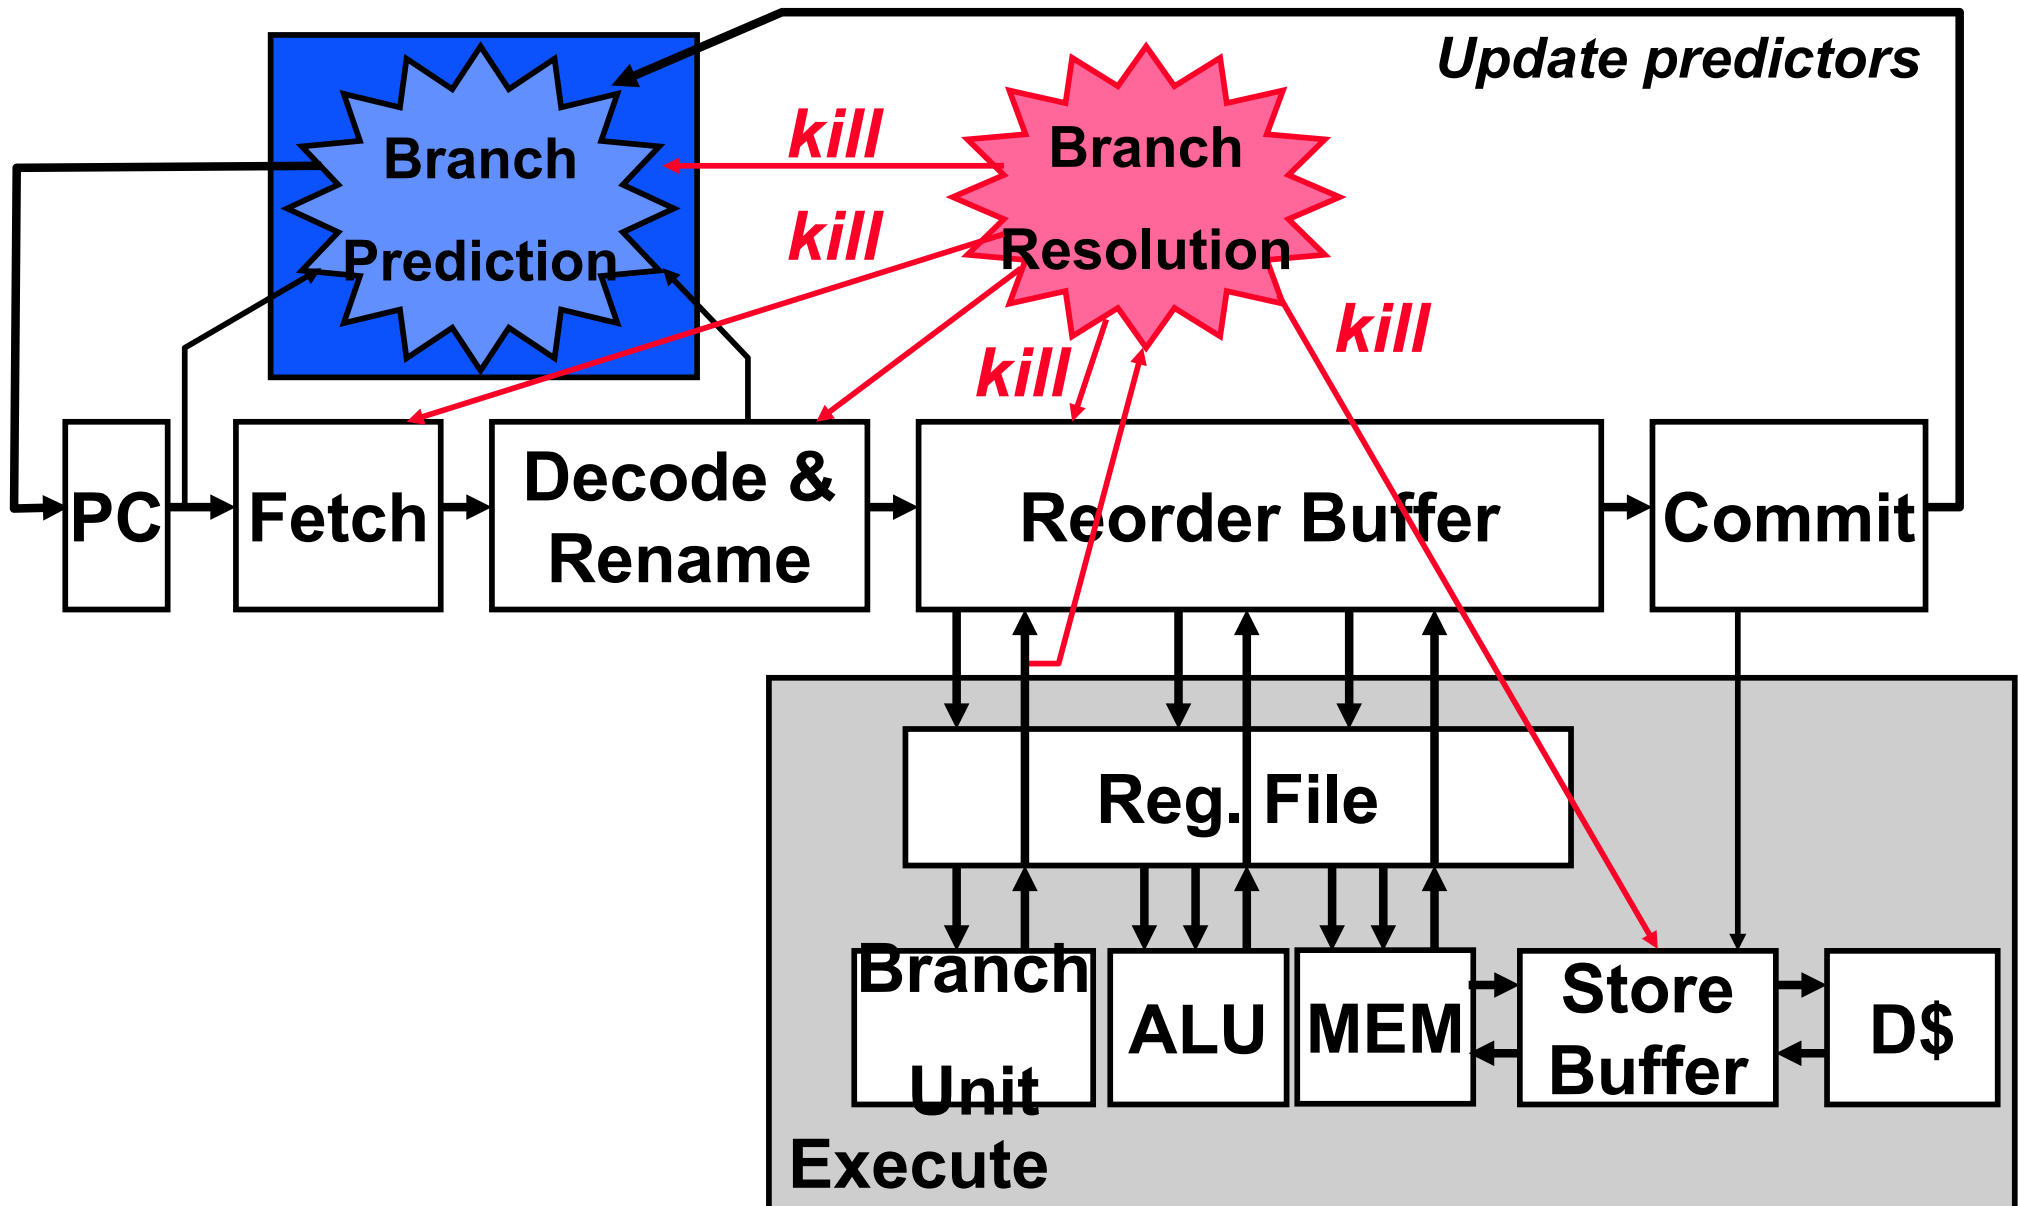 Update predictors
Branch
Prediction
kill
kill
Branch
Resolution
kill
kill
PC
Fetch
Decode &
Rename
Reorder Buffer
Commit
Reg. File
Branch
Unit
ALU
MEM
Store
Buffer
D$
Execute